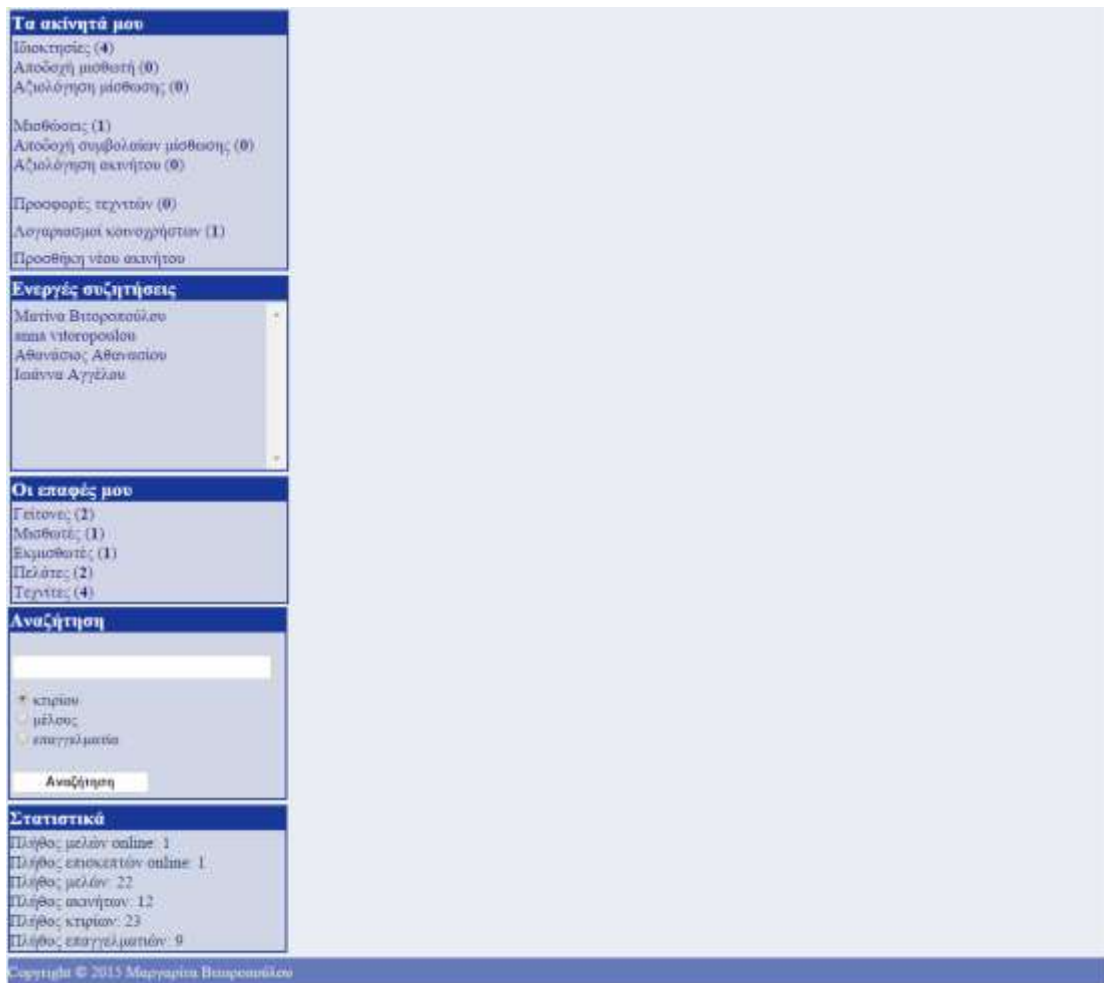 Τα ακίνητά μου
Ιδιοκτησίες (4)
Αποδοχή μισθωτή (0)
Αξιολόγηση μίσθωσης (0)
Μισθώσεις (1)
Αποδοχή συμβολαίων μίσθωσης (0)
Αξιολόγηση ακινήτου (0)
Προσφορές τεχνιτών (0)
Λογαριασμοί κοινοχρήστων (1)
Προσθήκη νέου ακινήτου
Ενεργές συζητήσεις
Ματίνα Βιτοροπούλου
anna vitoropoulou
Αθανάσιος Αθανασίου
Ιωάννα Αγγέλου
Οι επαφές μου
Γείτονες (2)
Μισθωτές (1)
Εκμισθωτές (1)
Πελάτες (2)
Τεχνίτες (4)
Αναζήτηση
κτιρίου
μέλους
επαγγελματία
Αναζήτηση
Στατιστικά
Πλήθος μελών online: 1
Πλήθος επισκεπτών online: 1
Πλήθος μελών: 22
Πλήθος ακινήτων: 12
Πλήθος κτιρίων: 23
Πλήθος επαγγελματιών: 9
Copyright © 2015 Μαργαρίτα Βιτοροπούλου